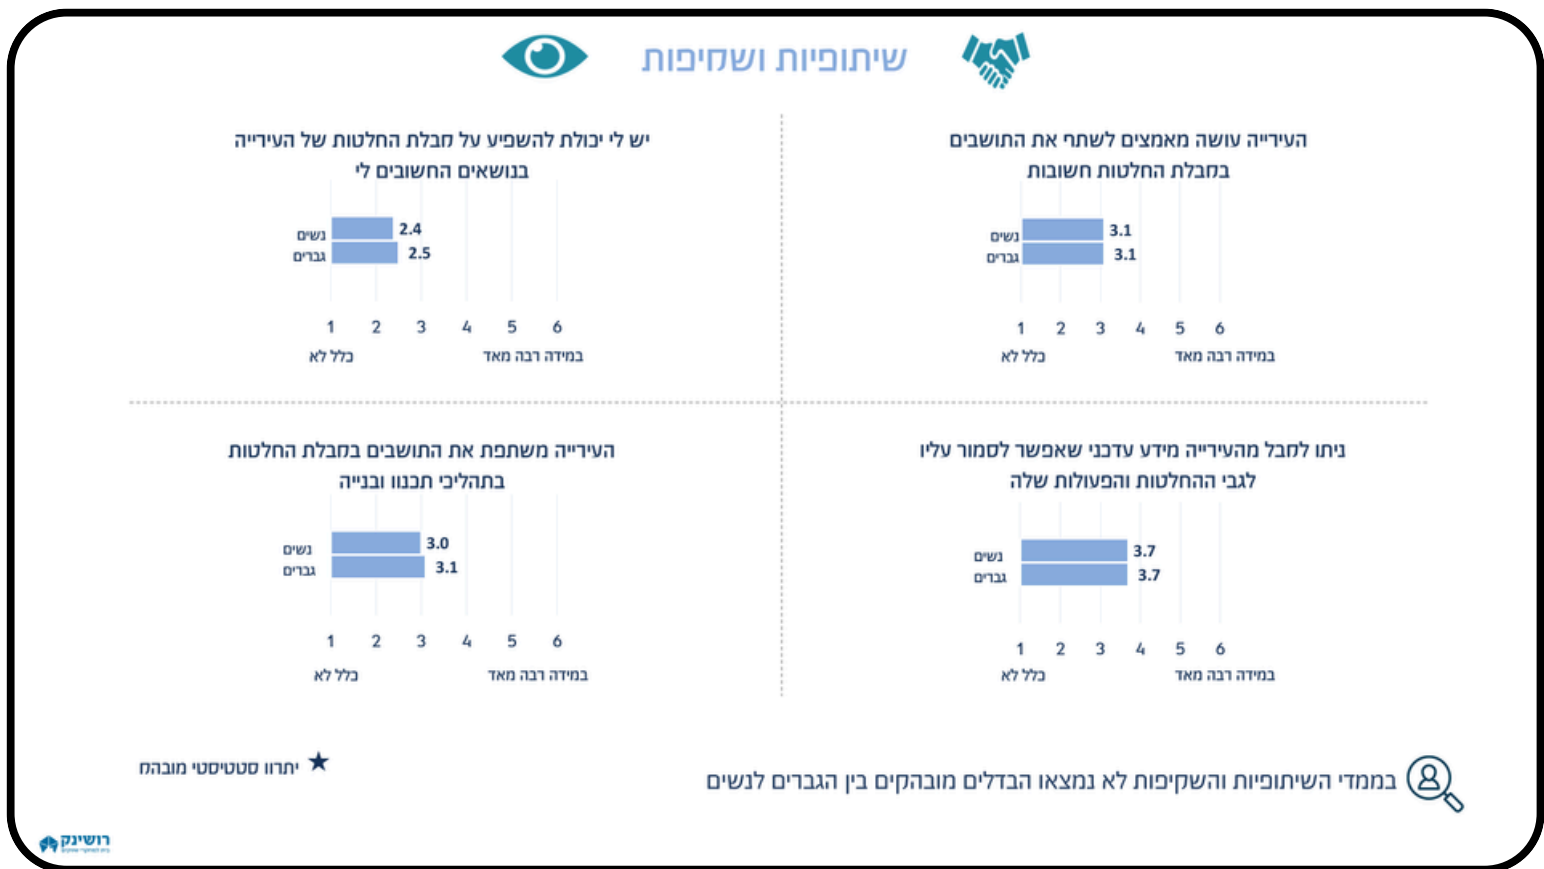 שיתופיות ושקיפות
העירייה עושה מאמצים לשתף את התושבים
בקבלת החלטות חשובות
נשים 3.1
גברים 3.1
1 2 3 4 5 6
כלל לא במידה רבה מאד
יש לי יכולת להשפיע על קבלת החלטות של העירייה
בנושאים החשובים לי
נשים 2.4
גברים 2.5
1 2 3 4 5 6
כלל לא במידה רבה מאד
ניתן לקבל מהעירייה מידע עדכני שאפשר לסמוך עליו
לגבי ההחלטות והפעולות שלה
נשים 3.7
גברים 3.7
1 2 3 4 5 6
כלל לא במידה רבה מאד
העירייה משתפת את התושבים בקבלת החלטות
בתהליכי תכנון ובנייה
נשים 3.0
גברים 3.1
1 2 3 4 5 6
כלל לא במידה רבה מאד
בממדי השיתופיות והשקיפות לא נמצאו הבדלים מובהקים בין הגברים לנשים
★ יתרון סטטיסטי מובהק
רושינק